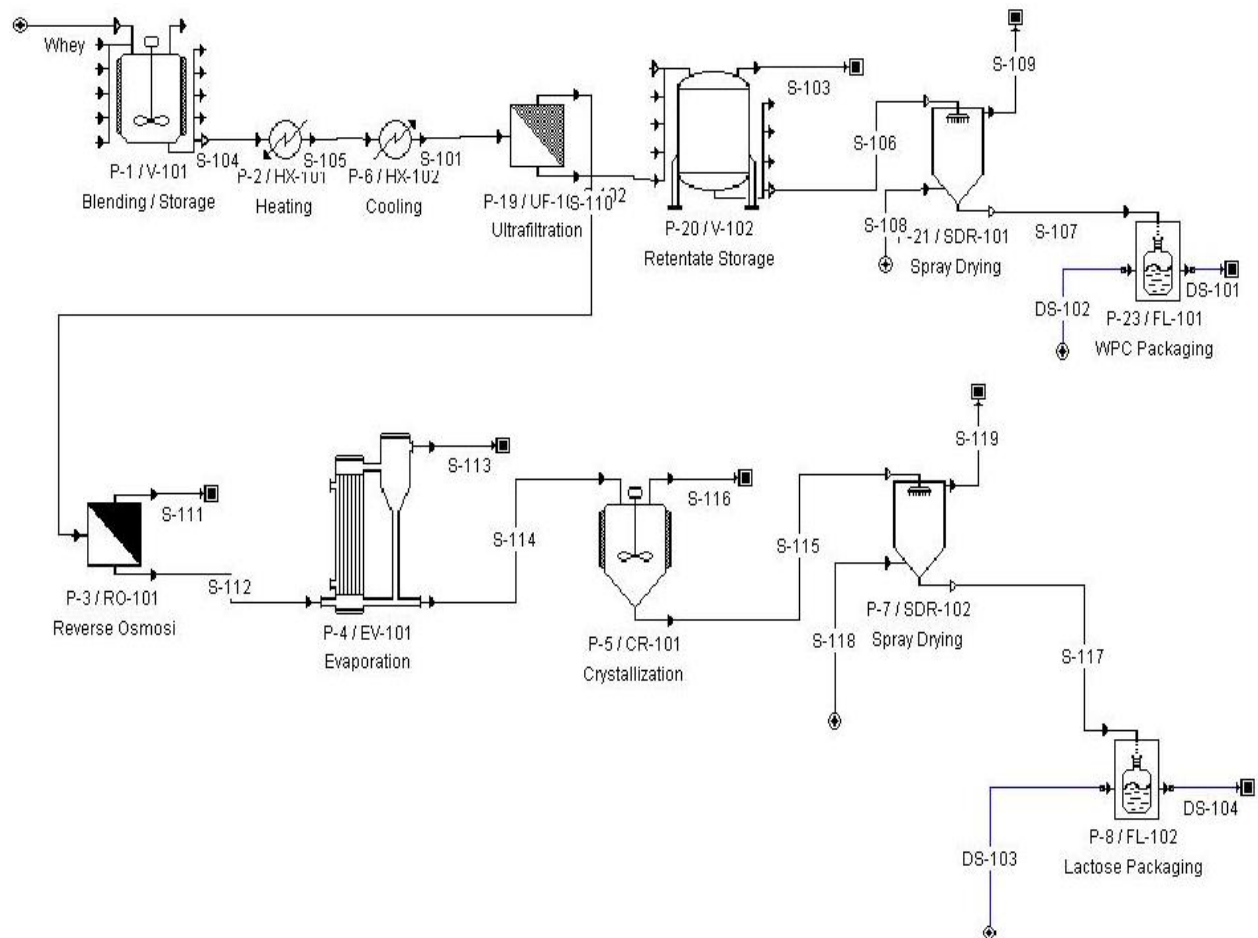 Whey
S-109
S-103
S-106
S-104
S-105
S-101
P-1 / V-101
Blending / Storage
P-2 / HX-101
Heating
P-6 / HX-102
Cooling
P-19 / UF-10
S-110
Ultrafiltration
P-20 / V-102
Retentate Storage
S-108
P-21 / SDR-101
Spray Drying
S-107
DS-102
DS-101
P-23 / FL-101
WPC Packaging
S-119
S-113
S-116
S-111
S-114
S-115
S-112
P-3 / RO-101
Reverse Osmosi
P-4 / EV-101
Evaporation
P-5 / CR-101
Crystallization
P-7 / SDR-102
Spray Drying
S-118
S-117
DS-104
P-8 / FL-102
Lactose Packaging
DS-103